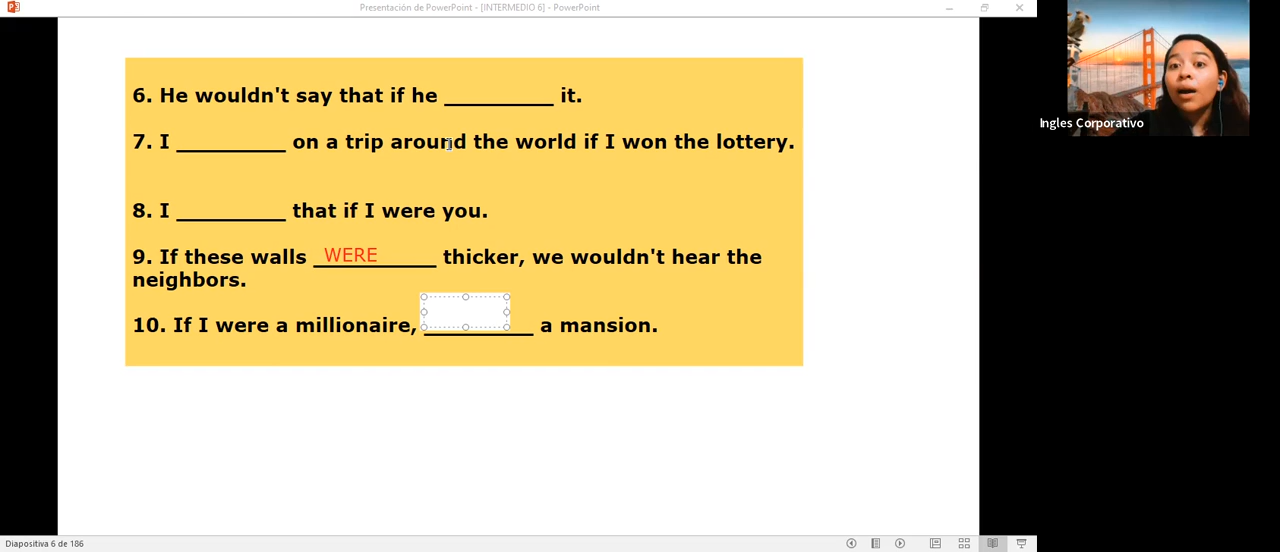 Presentación de PowerPoint - [INTERMEDIO 6] - PowerPoint
6. He wouldn't say that if he __________ it.
7. I __________ on a trip around the world if I won the lottery.
8. I __________ that if I were you.
9. If these walls WERE thicker, we wouldn't hear the
neighbors.
10. If I were a millionaire, __________ a mansion.
Ingles Corporativo
Diapositiva 6 de 186